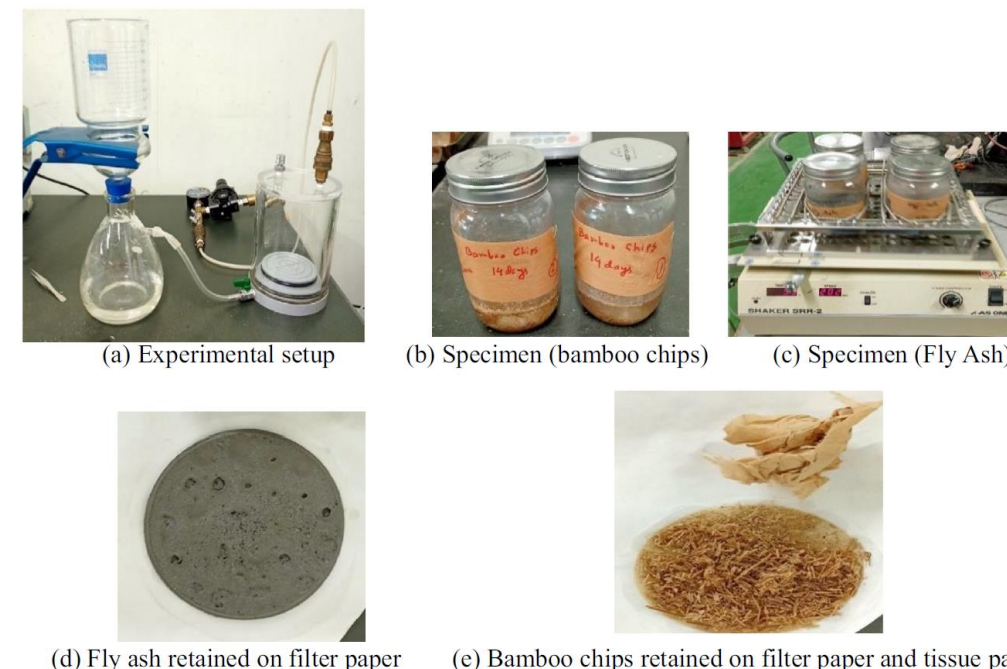 (a) Experimental setup
(b) Specimen (bamboo chips)
(c) Specimen (Fly Ash)
Bamboo Chips
14 days
Bamboo Chips
14 days
SHAKER SRR-2
(d) Fly ash retained on filter paper
(e) Bamboo chips retained on filter paper and tissue